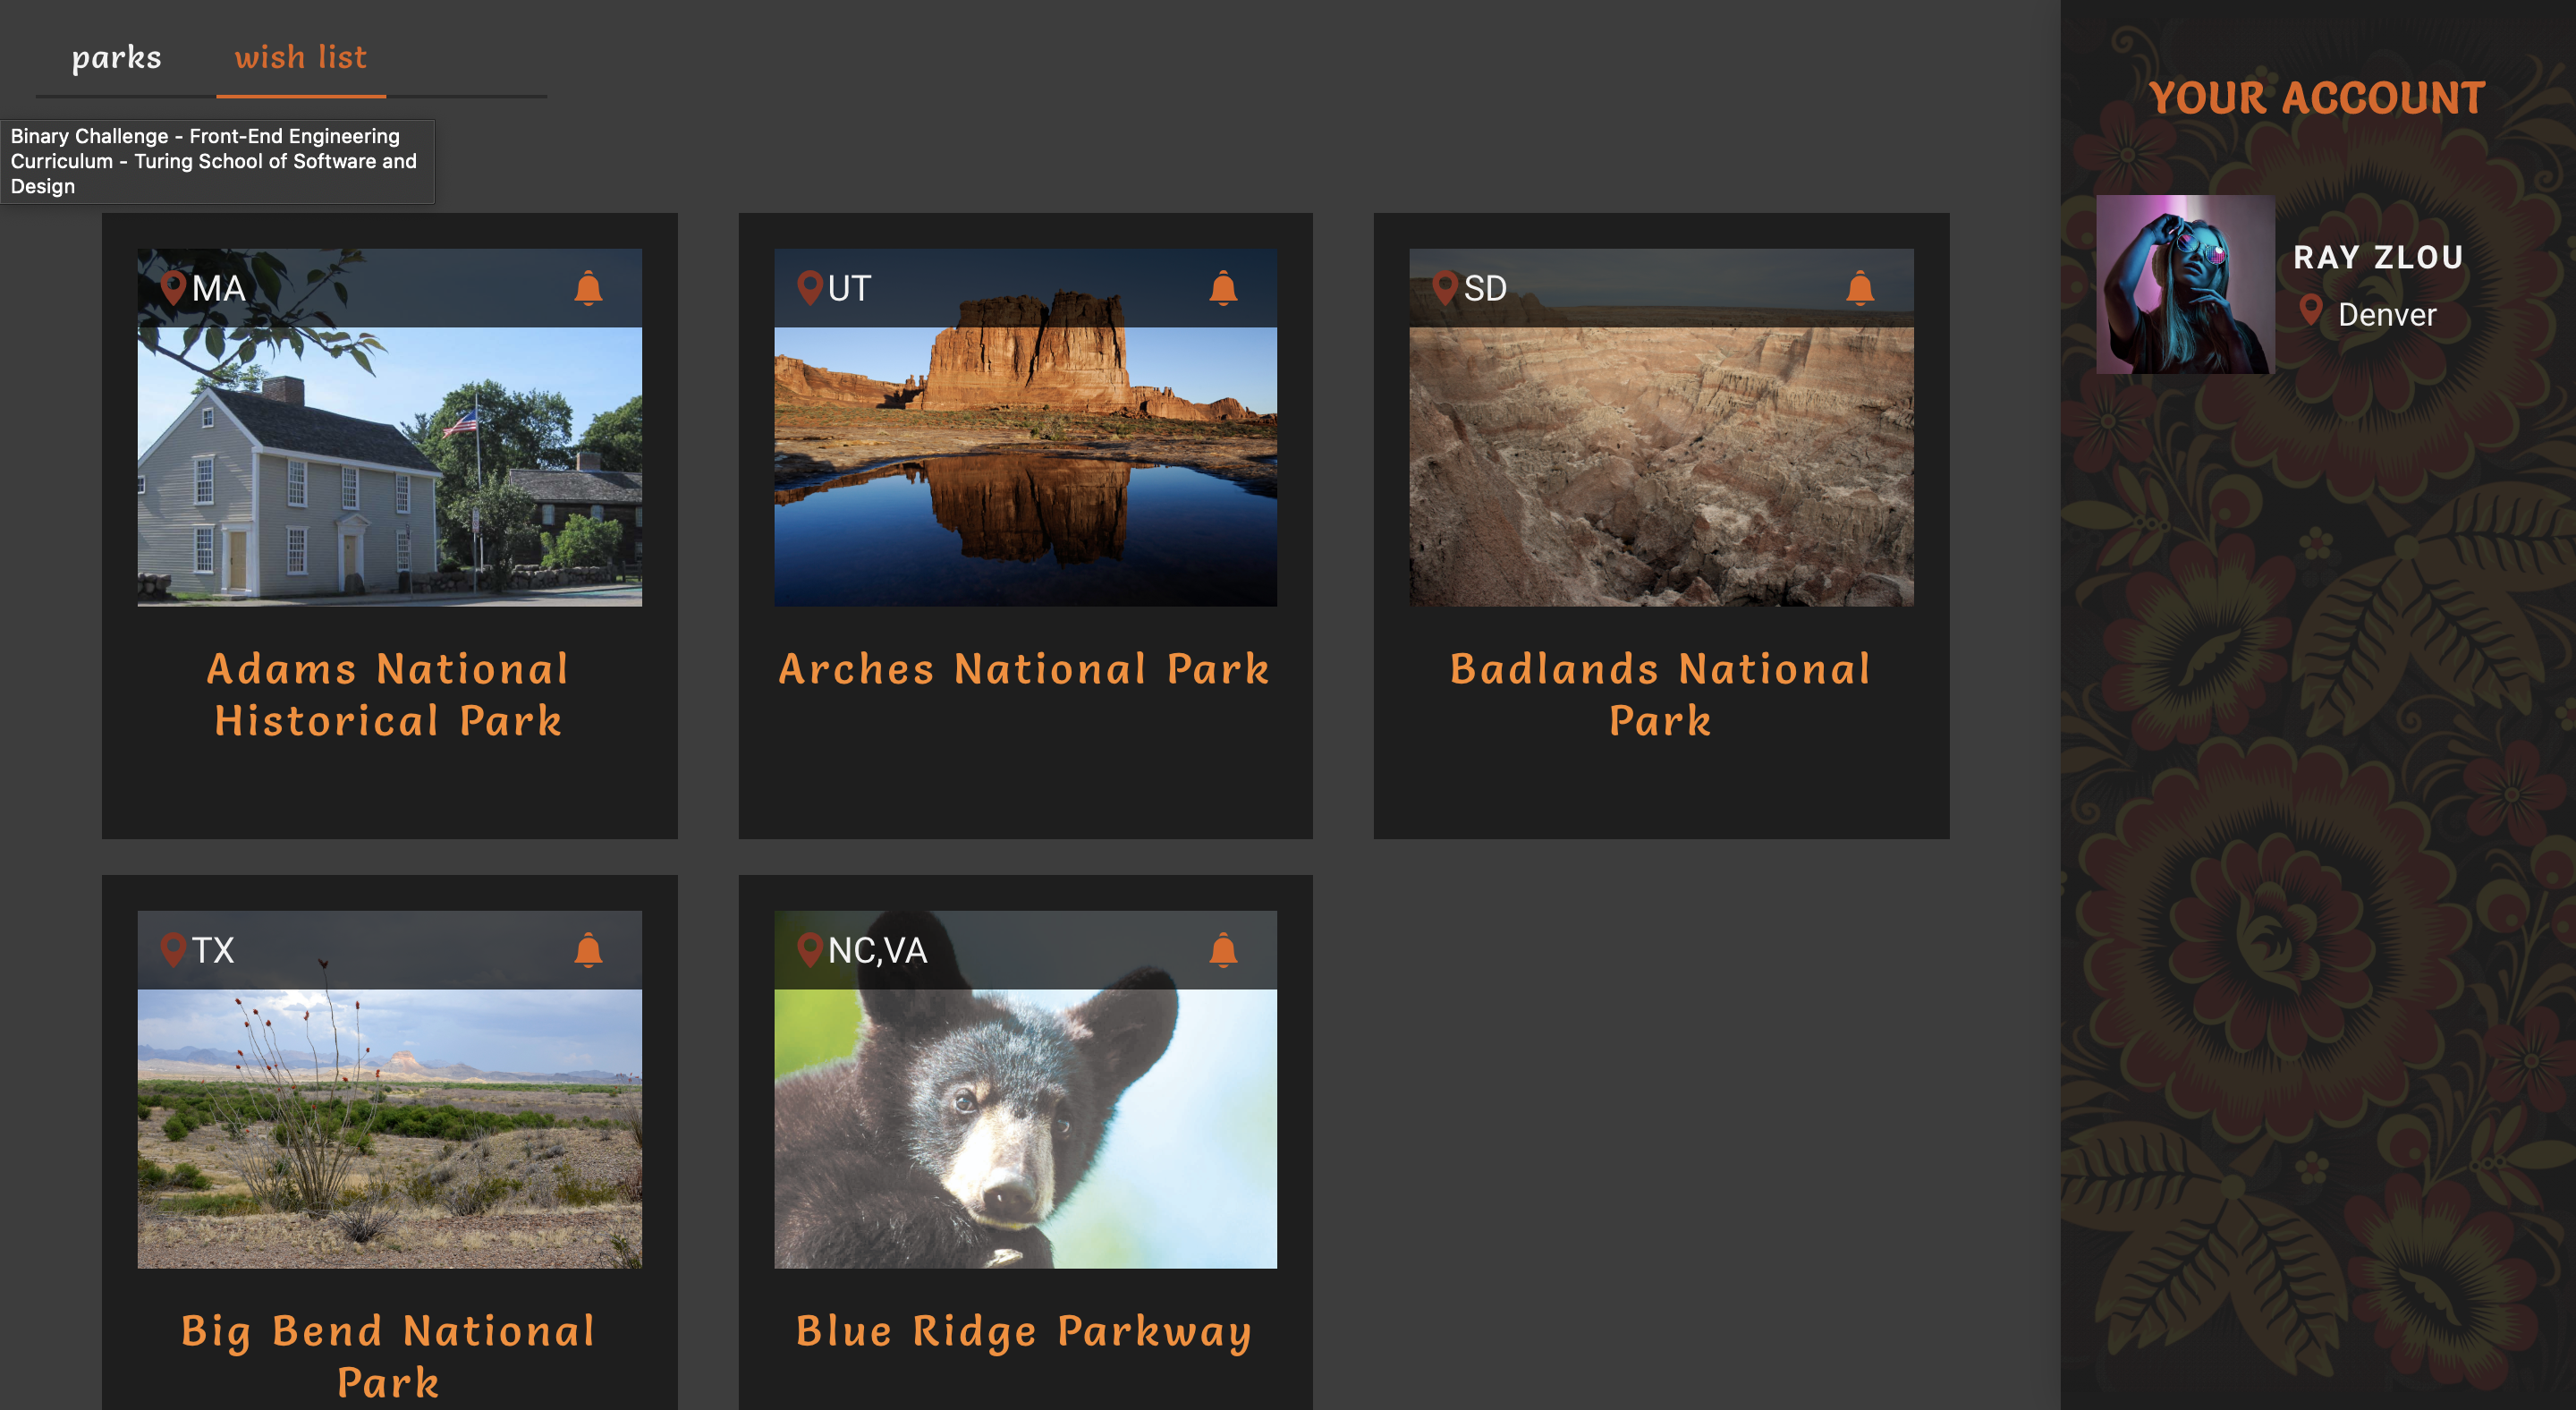 parks
wish list
Binary Challenge - Front-End Engineering
Curriculum - Turing School of Software and
Design
YOUR ACCOUNT
RAY ZLOU
Denver
MA
UT
SD
Adams National
Historical Park
Arches National Park
Badlands National
Park
TX
NC,VA
Big Bend National
Park
Blue Ridge Parkway